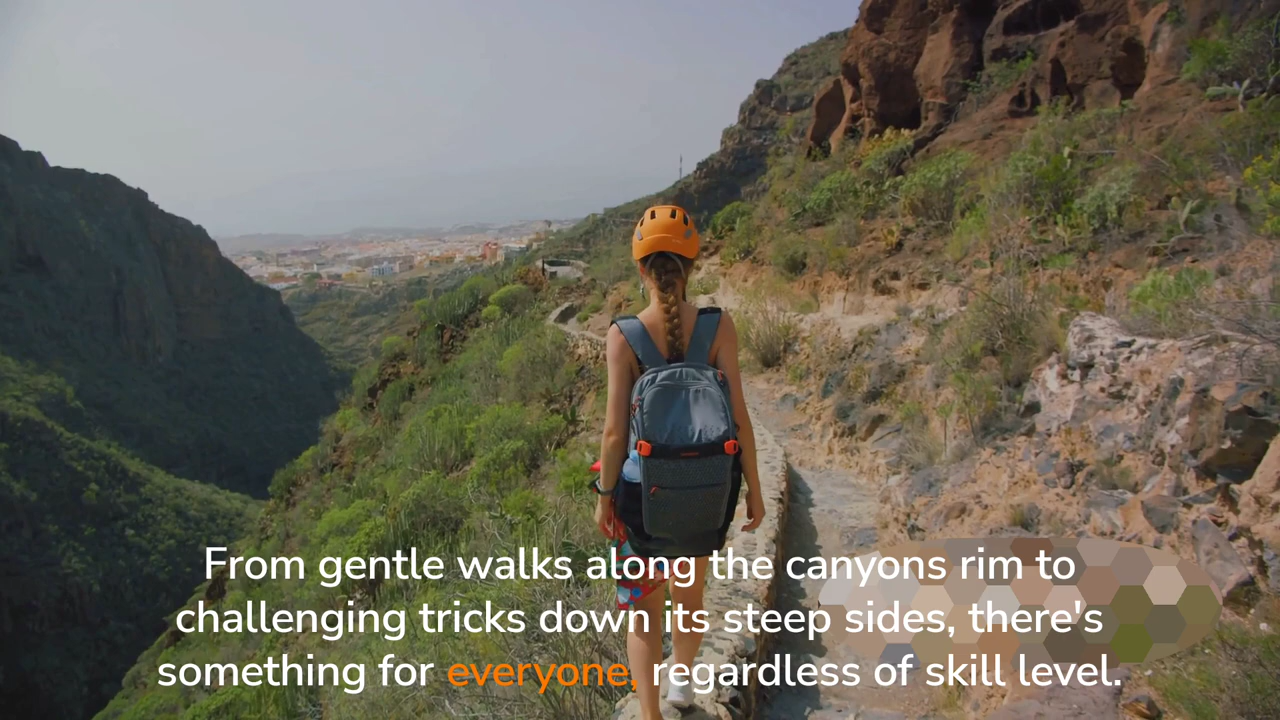 From gentle walks along the canyons rim to
challenging tricks down its steep sides, there's
something for everyone, regardless of skill level.